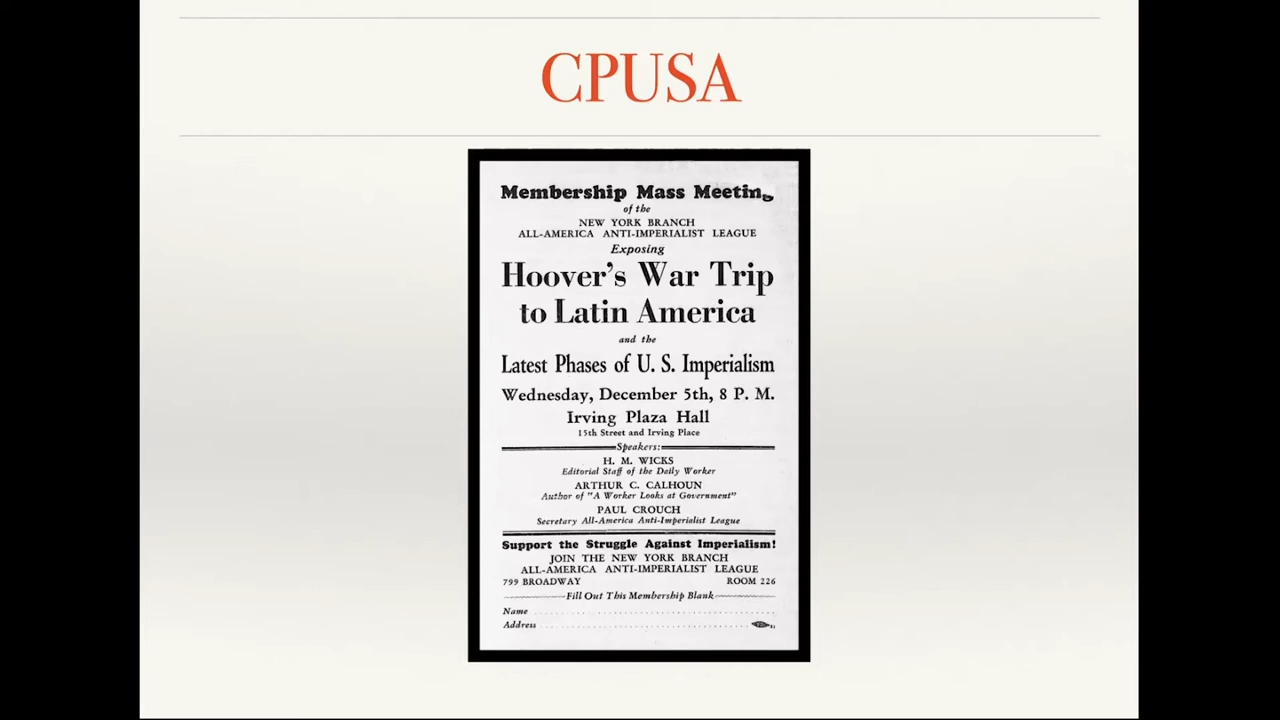 CPUSA
Membership Mass Meeting
of the
NEW YORK BRANCH
ALL-AMERICA ANTI-IMPERIALIST LEAGUE
Exposing
Hoover's War Trip
to Latin America
and the
Latest Phases of U. S. Imperialism
Wednesday, December 5th, 8 P. M.
Irving Plaza Hall
15th Street and Irving Place
Speakers:
H. M. WICKS
Editorial Staff of the Daily Worker
ARTHUR C. CALHOUN
Author of "A Worker Looks at Government"
PAUL CROUCH
Secretary All-America Anti-Imperialist League
Support the Struggle Against Imperialism!
JOIN THE NEW YORK BRANCH
ALL-AMERICA ANTI-IMPERIALIST LEAGUE
799 BROADWAY ROOM 226
Fill Out This Membership Blank
Name
Address